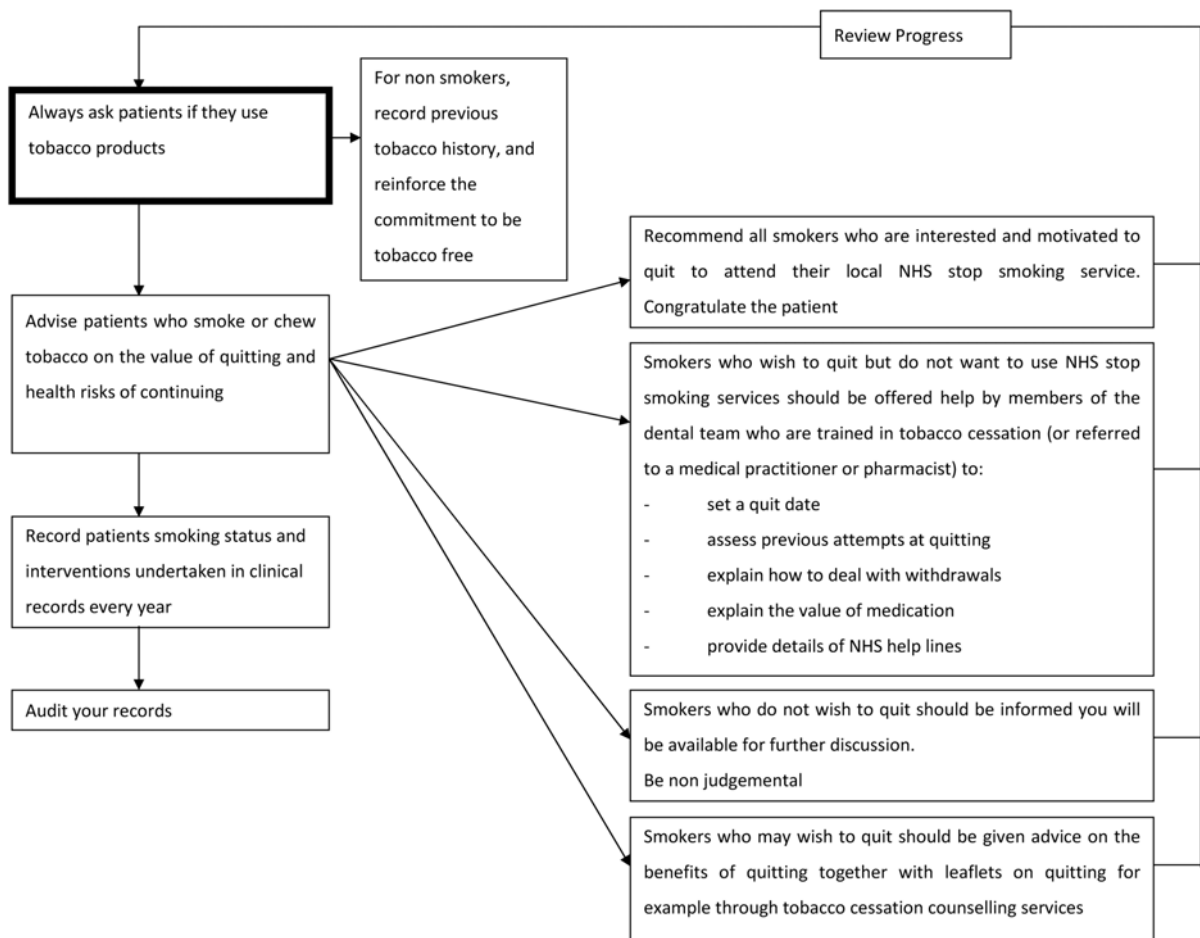 Review Progress
Always ask patients if they use
tobacco products
For non smokers,
record previous
tobacco history, and
reinforce the
commitment to be
tobacco free
Advise patients who smoke or chew
tobacco on the value of quitting and
health risks of continuing
Record patients smoking status and
interventions undertaken in clinical
records every year
Audit your records
Recommend all smokers who are interested and motivated to
quit to attend their local NHS stop smoking service.
Congratulate the patient
Smokers who wish to quit but do not want to use NHS stop
smoking services should be offered help by members of the
dental team who are trained in tobacco cessation (or referred
to a medical practitioner or pharmacist) to:
- set a quit date
- assess previous attempts at quitting
- explain how to deal with withdrawals
- explain the value of medication
- provide details of NHS help lines
Smokers who do not wish to quit should be informed you will
be available for further discussion.
Be non judgemental
Smokers who may wish to quit should be given advice on the
benefits of quitting together with leaflets on quitting for
example through tobacco cessation counselling services